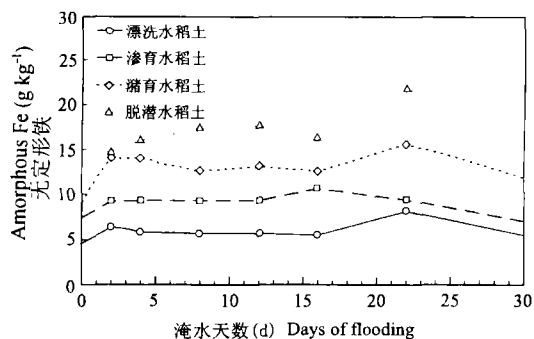 Amorphous Fe (g kg⁻¹)
无定形铁
30
25
20
15
10
5
0
漂洗水稻土
渗育水稻土
潴育水稻土
脱潜水稻土
0 5 10 15 20 25 30
淹水天数(d) Days of flooding